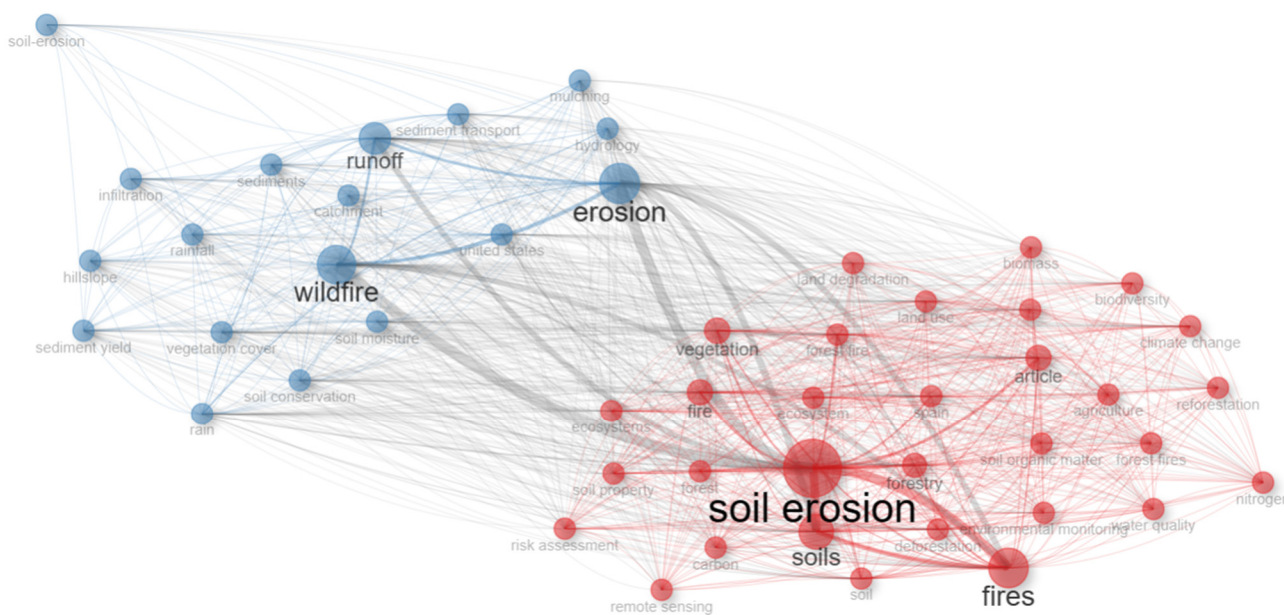 soil-erosion
mulching
sediment transport
hydrology
runoff
sediments
infiltration
catchment
erosion
rainfall
united states
hillslope
wildfire
soil moisture
sediment yield
vegetation cover
soil conservation
rain
biomass
land degradation
biodiversity
land use
climate change
vegetation
forest fire
article
fire
ecosystem
spain
agriculture
reforestation
ecosystems
soil organic matter
forest fires
soil property
forest
forestry
nitrogen
soil erosion
environmental monitoring
water quality
risk assessment
deforestation
soils
carbon
soil
fires
remote sensing